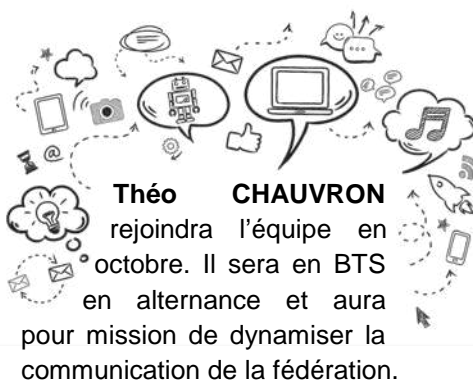 @
Théo CHAUVRON
rejoindra l'équipe en
octobre. Il sera en BTS
en alternance et aura
pour mission de dynamiser la
communication de la fédération.